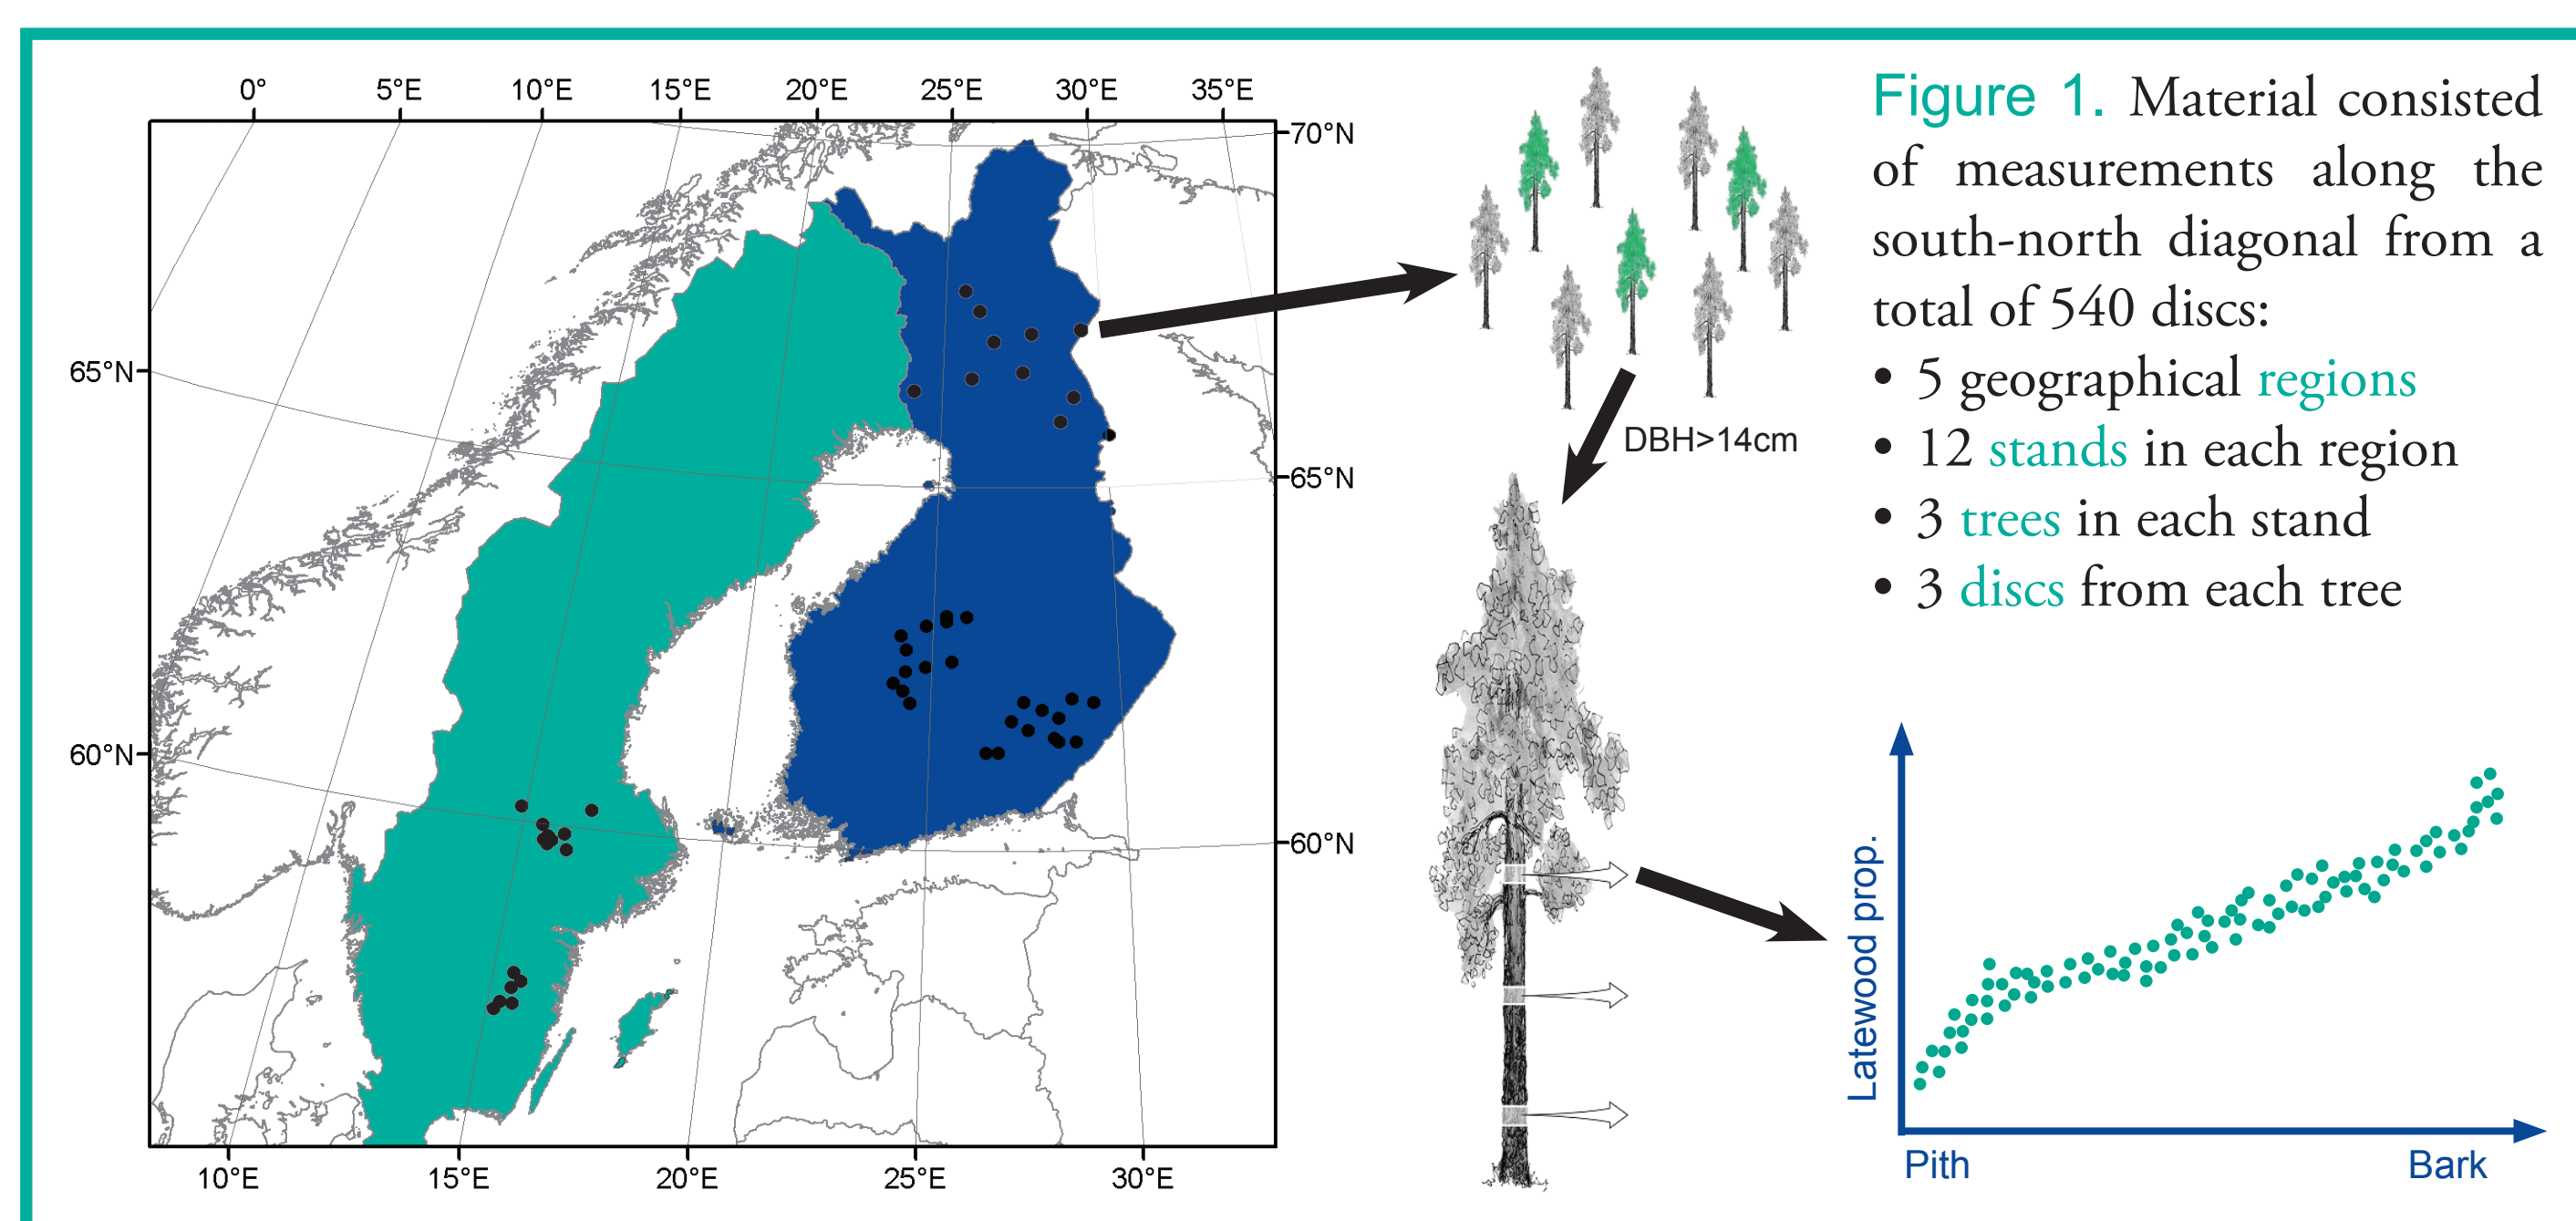 0° 5°E 10°E 15°E 20°E 25°E 30°E 35°E
70°N
65°N
65°N
60°N
60°N
10°E 15°E 20°E 25°E 30°E
DBH>14cm
Figure 1. Material consisted
of measurements along the
south-north diagonal from a
total of 540 discs:
• 5 geographical regions
• 12 stands in each region
• 3 trees in each stand
• 3 discs from each tree
Latewood prop.
Pith Bark